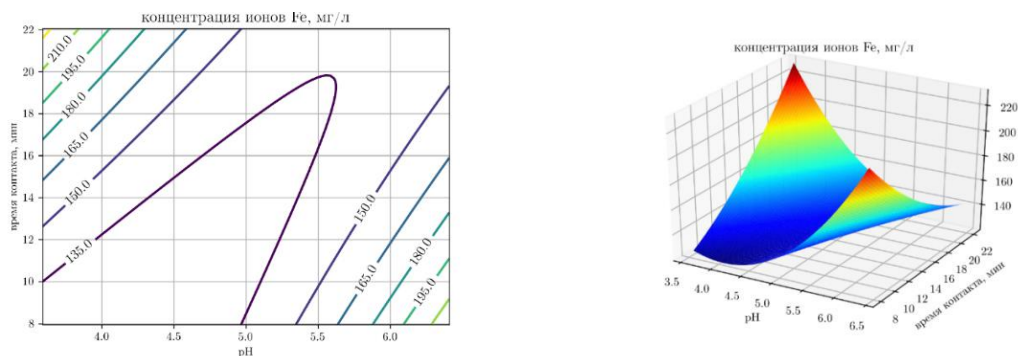 концентрация ионов Fe, мг/л
22
20
18
16
14
12
10
8
время контакта, мин
210.0
195.0
180.0
165.0
150.0
135.0
150.0
165.0
180.0
195.0
4.0 4.5 5.0 5.5 6.0
pH
концентрация ионов Fe, мг/л
220
200
180
160
140
3.5 4.0 4.5 5.0 5.5 6.0 6.5
pH
8 10 12 14 16 18 20 22
время контакта, мин